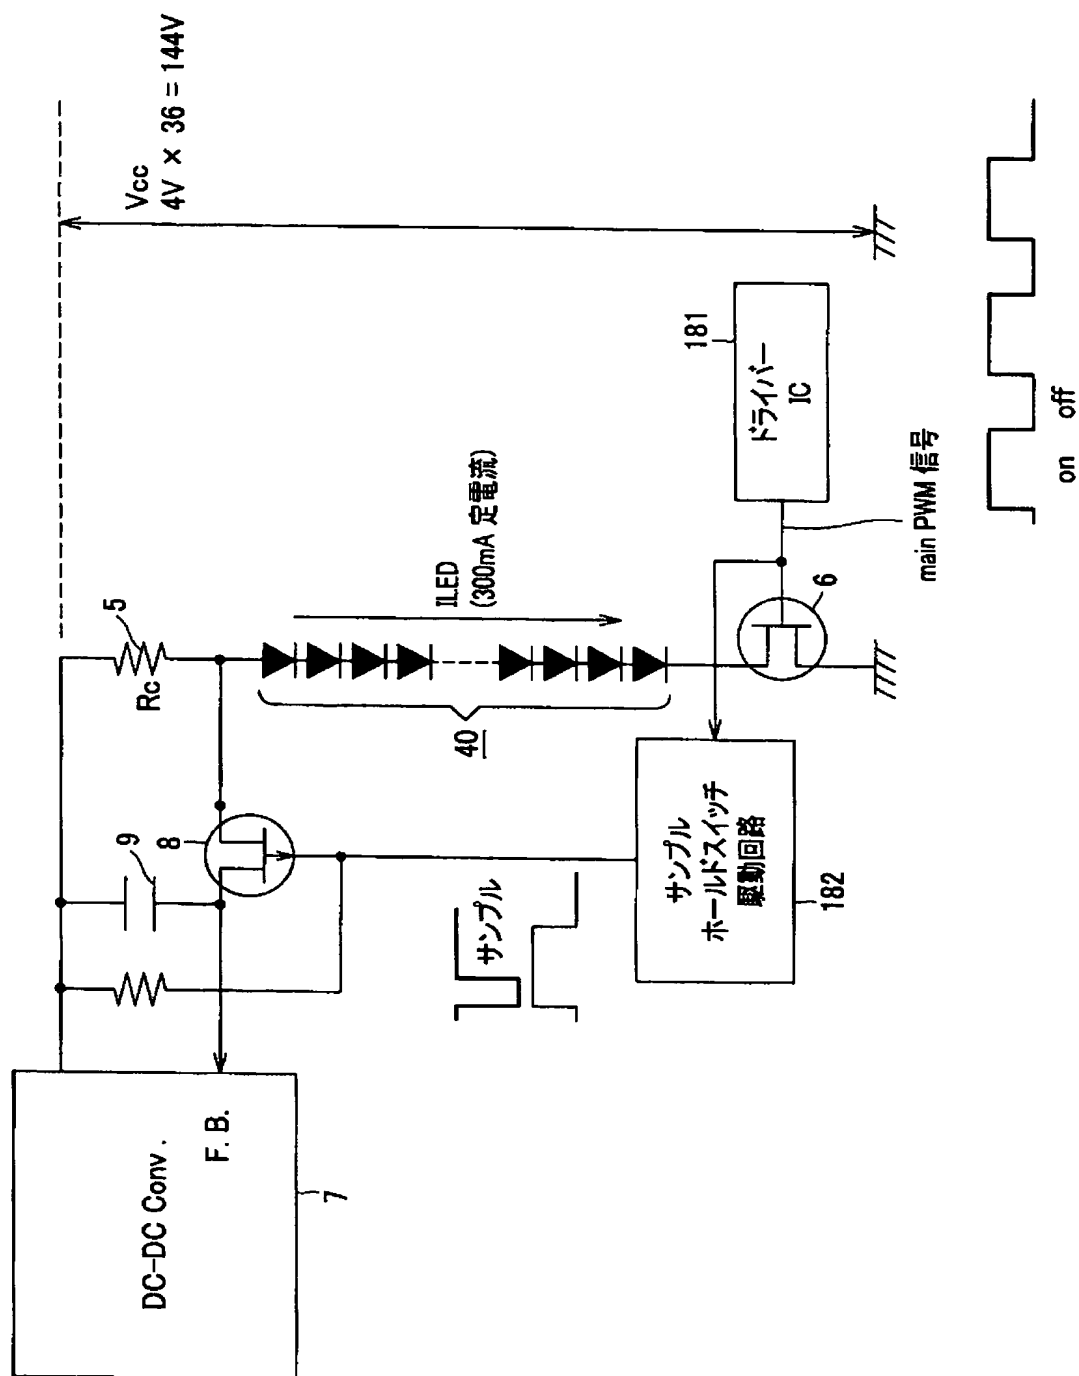 DC-DC Conv.
F. B.
7
9
8
5
Rc
Vcc
4V × 36 = 144V
40
ILED
(300mA 定電流)
サンプル
サンプル
ホールドスイッチ
駆動回路
182
181
ドライバー
IC
6
main PWM 信号
on
off